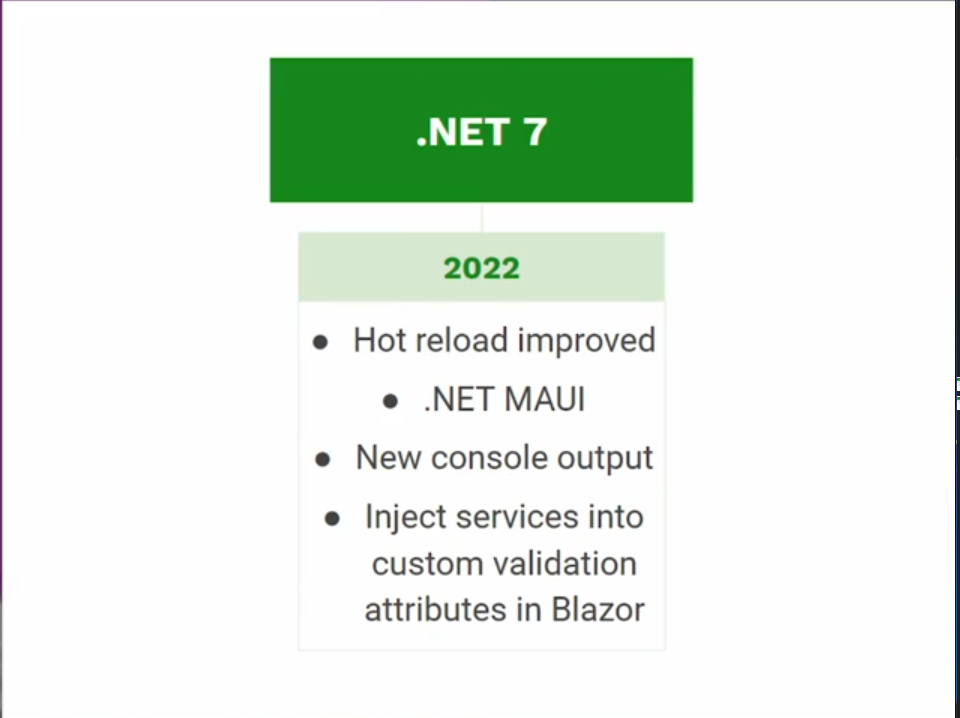 .NET 7
2022
● Hot reload improved
● .NET MAUI
● New console output
● Inject services into
custom validation
attributes in Blazor